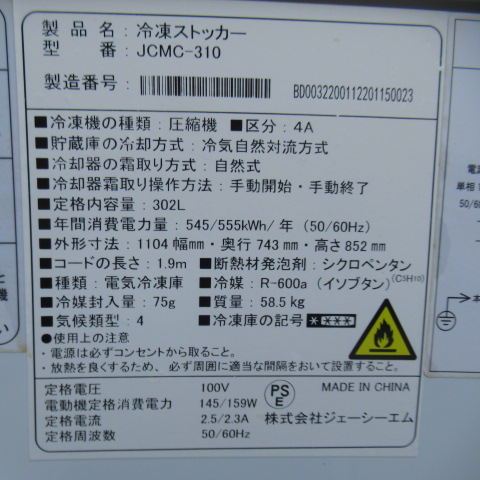 製品名:冷凍ストッカー
型番:JCMC-310
製造番号: BD0032200112201150023
■冷凍機の種類:圧縮機 ■区分:4A
■貯蔵庫の冷却方式:冷気自然対流方式
■冷却器の霜取り方式:自然式
■冷却器霜取り操作方法:手動開始・手動終了
■定格内容量:302L
■年間消費電力量:545/555kWh/年(50/60Hz)
■外形寸法:1104幅mm・奥行743mm・高さ852mm
■コードの長さ:1.9m ■断熱材発泡剤:シクロペンタン
(C5H10)
■種類:電気冷凍庫 ■冷媒:R-600a(イソブタン)
■冷媒封入量:75g ■質量:58.5kg
■気候類型:4 ■冷凍庫の記号 * ***
●使用上の注意
・電源は必ずコンセントから取ること。
・放熱を良くするため、必ず周囲に適当な間隔をおいて設置すること。
定格電圧 100V
電動機定格消費電力 145/159W
定格電流 2.5/2.3A
定格周波数 50/60Hz
PS
E
MADE IN CHINA
株式会社ジェーシーエム
電
単相
50/60